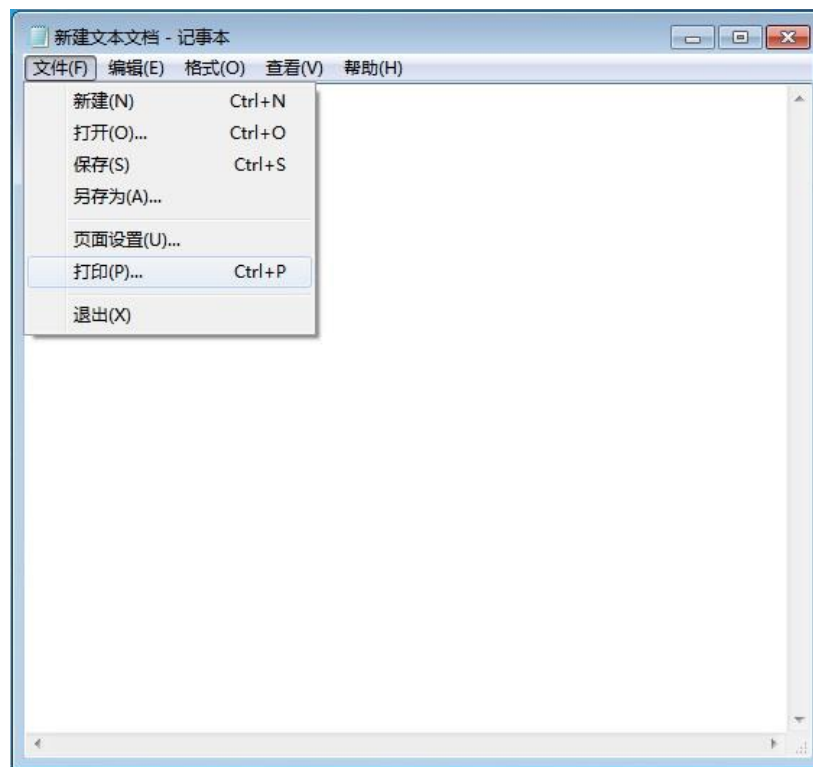 新建文本文档 - 记事本
文件(F) 编辑(E) 格式(O) 查看(V) 帮助(H)
新建(N) Ctrl+N
打开(O)... Ctrl+O
保存(S) Ctrl+S
另存为(A)...
页面设置(U)...
打印(P)... Ctrl+P
退出(X)